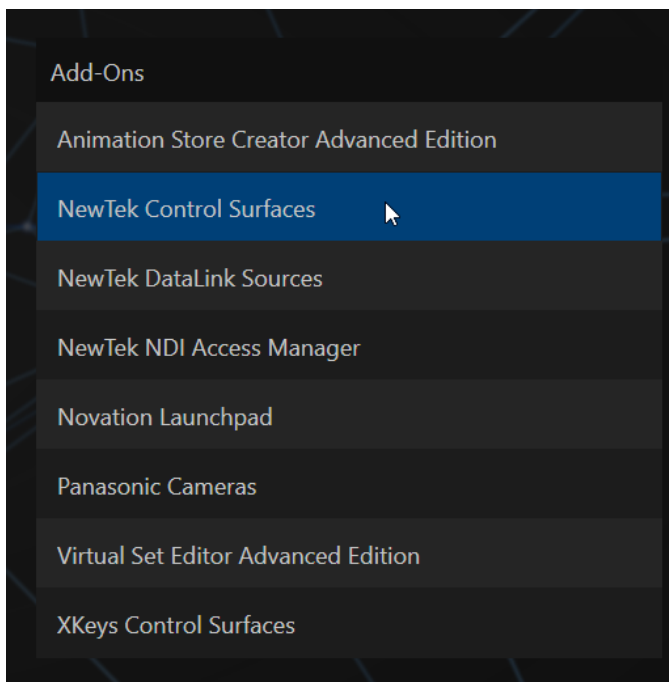 Add-Ons
Animation Store Creator Advanced Edition
NewTek Control Surfaces
NewTek DataLink Sources
NewTek NDI Access Manager
Novation Launchpad
Panasonic Cameras
Virtual Set Editor Advanced Edition
XKeys Control Surfaces